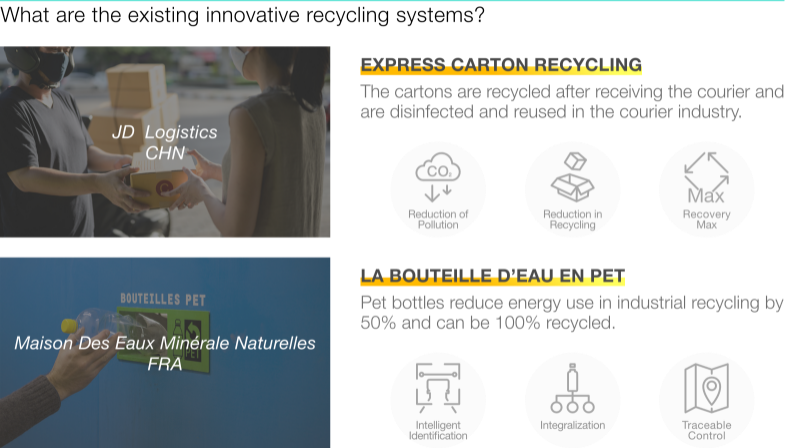 What are the existing innovative recycling systems?
JD Logistics
CHN
EXPRESS CARTON RECYCLING
The cartons are recycled after receiving the courier and
are disinfected and reused in the courier industry.
CO₂
Max
Reduction of
Pollution
Reduction in
Recycling
Recovery
Max
BOUTEILLES PET
PET
Maison Des Eaux Minérale Naturelles
FRA
LA BOUTEILLE D’EAU EN PET
Pet bottles reduce energy use in industrial recycling by
50% and can be 100% recycled.
Intelligent
Identification
Integralization
Traceable
Control